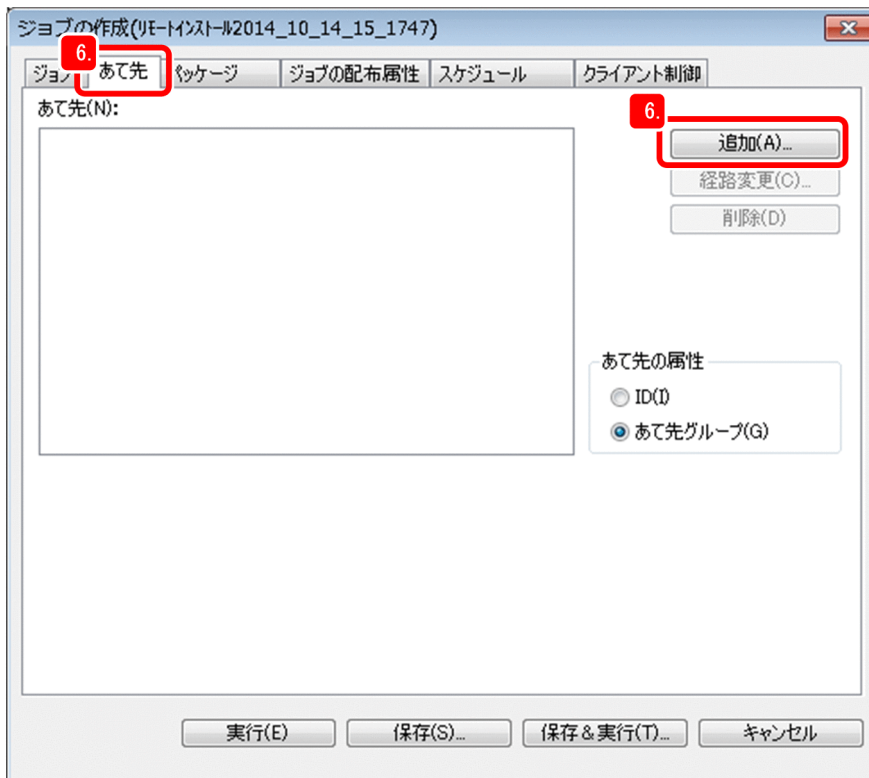 ジョブの作成(ﾘﾓｰﾄｲﾝｽﾄｰﾙ2014_10_14_15_1747)
6.
ジョブ あて先 パッケージ ジョブの配布属性 スケジュール クライアント制御
あて先(N):
6.
追加(A)...
経路変更(C)...
削除(D)
あて先の属性
ID(I)
あて先グループ(G)
実行(E) 保存(S)... 保存&実行(T)... キャンセル